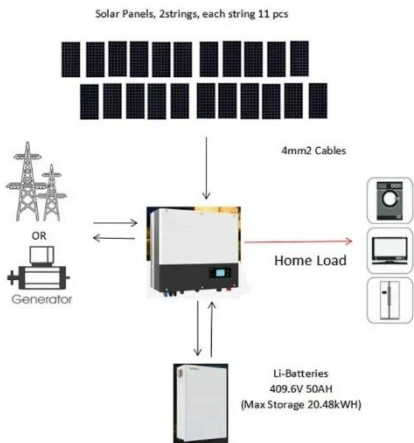 Solar Panels, 2strings, each string 11 pcs
4mm2 Cables
OR
Generator
Home Load
Li-Batteries
409.6V 50AH
(Max Storage 20.48kWH)